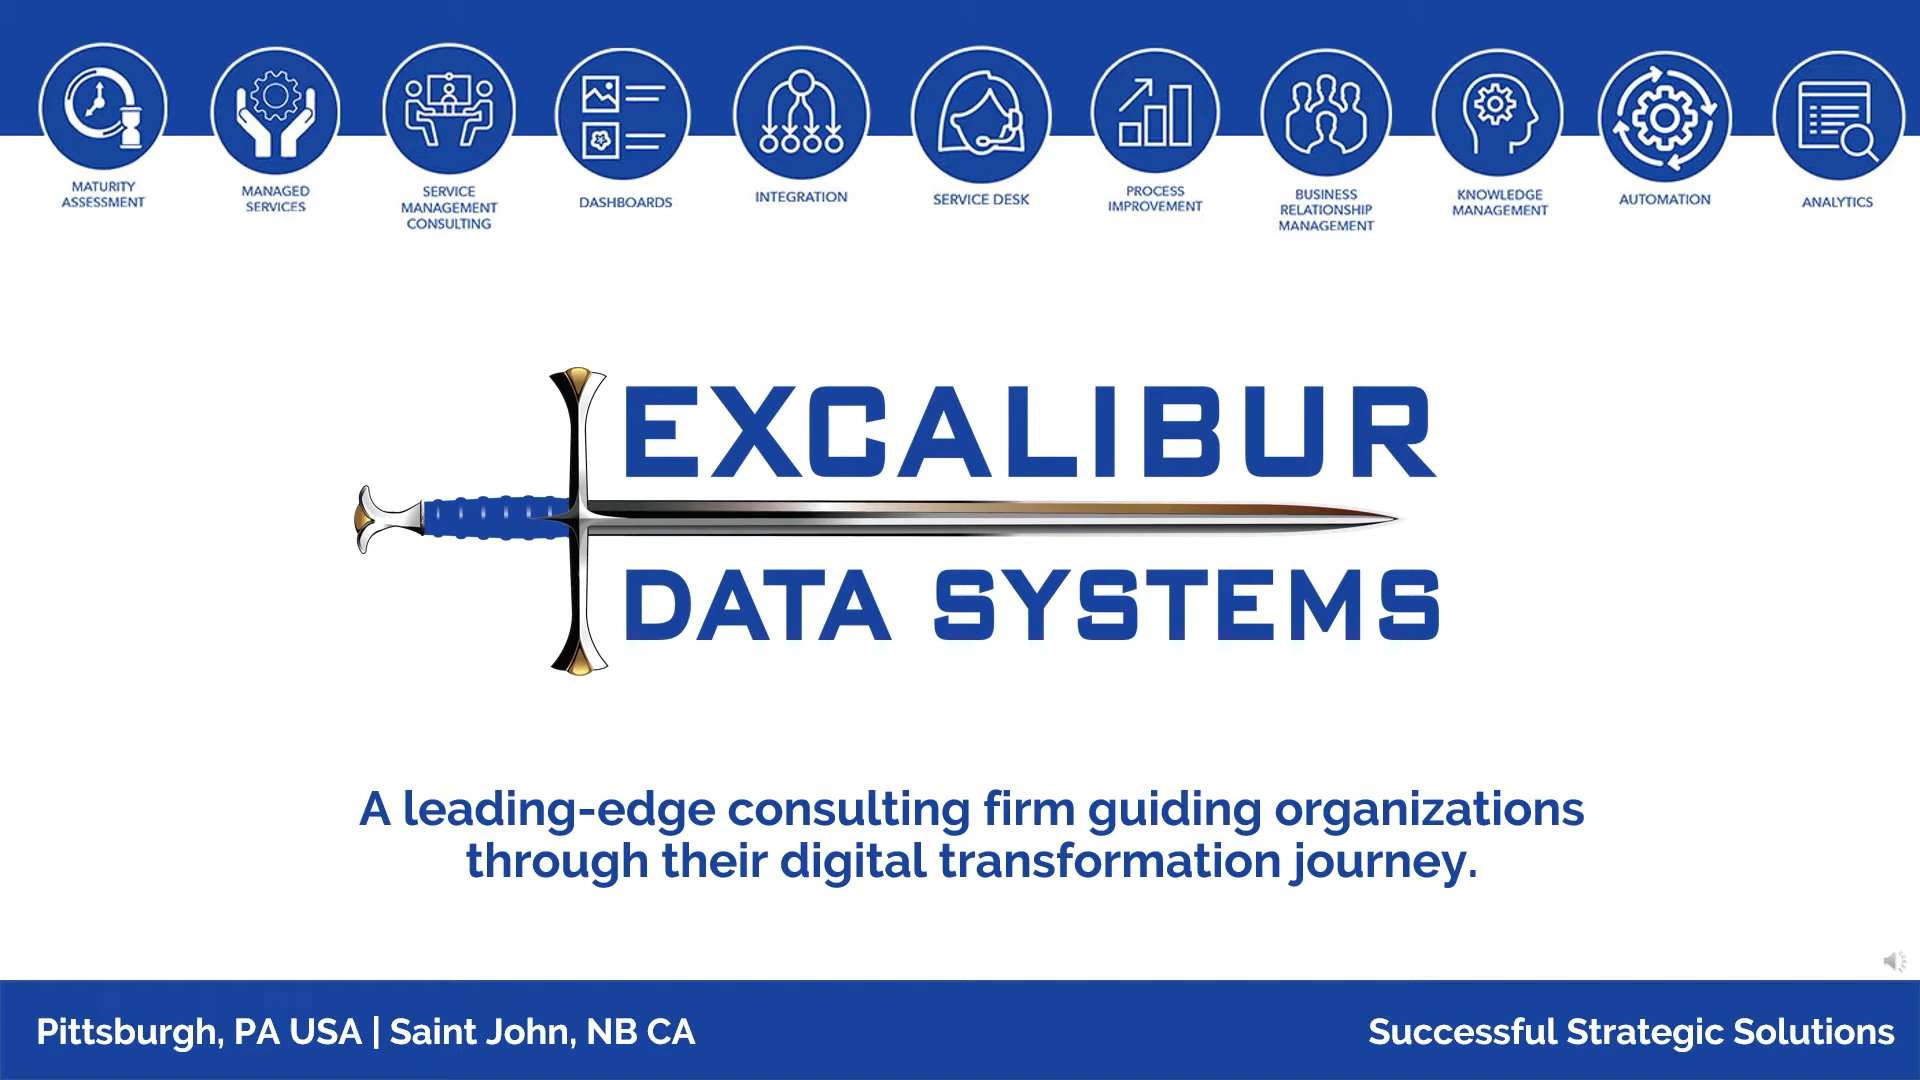 MATURITY
ASSESSMENT
MANAGED
SERVICES
SERVICE
MANAGEMENT
CONSULTING
DASHBOARDS
INTEGRATION
SERVICE DESK
PROCESS
IMPROVEMENT
BUSINESS
RELATIONSHIP
MANAGEMENT
KNOWLEDGE
MANAGEMENT
AUTOMATION
ANALYTICS
EXCALIBUR
DATA SYSTEMS
A leading-edge consulting firm guiding organizations
through their digital transformation journey.
Pittsburgh, PA USA | Saint John, NB CA
Successful Strategic Solutions